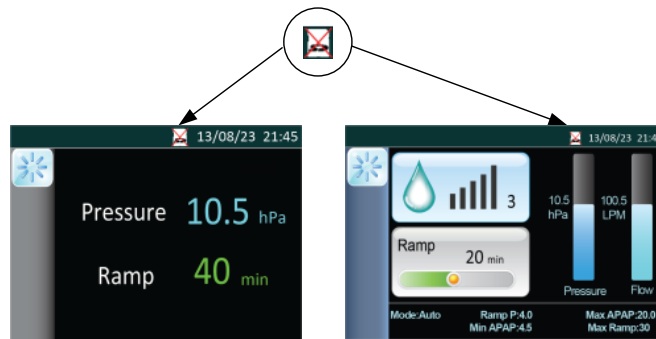 13/08/23 21:45
Pressure 10.5 hPa
Ramp 40 min
13/08/23 21:4
3
Ramp
20 min
10.5 hPa
100.5 LPM
Pressure
Flow
Mode:Auto Ramp P:4.0 Max APAP:20.0
Min APAP:4.5 Max Ramp:30